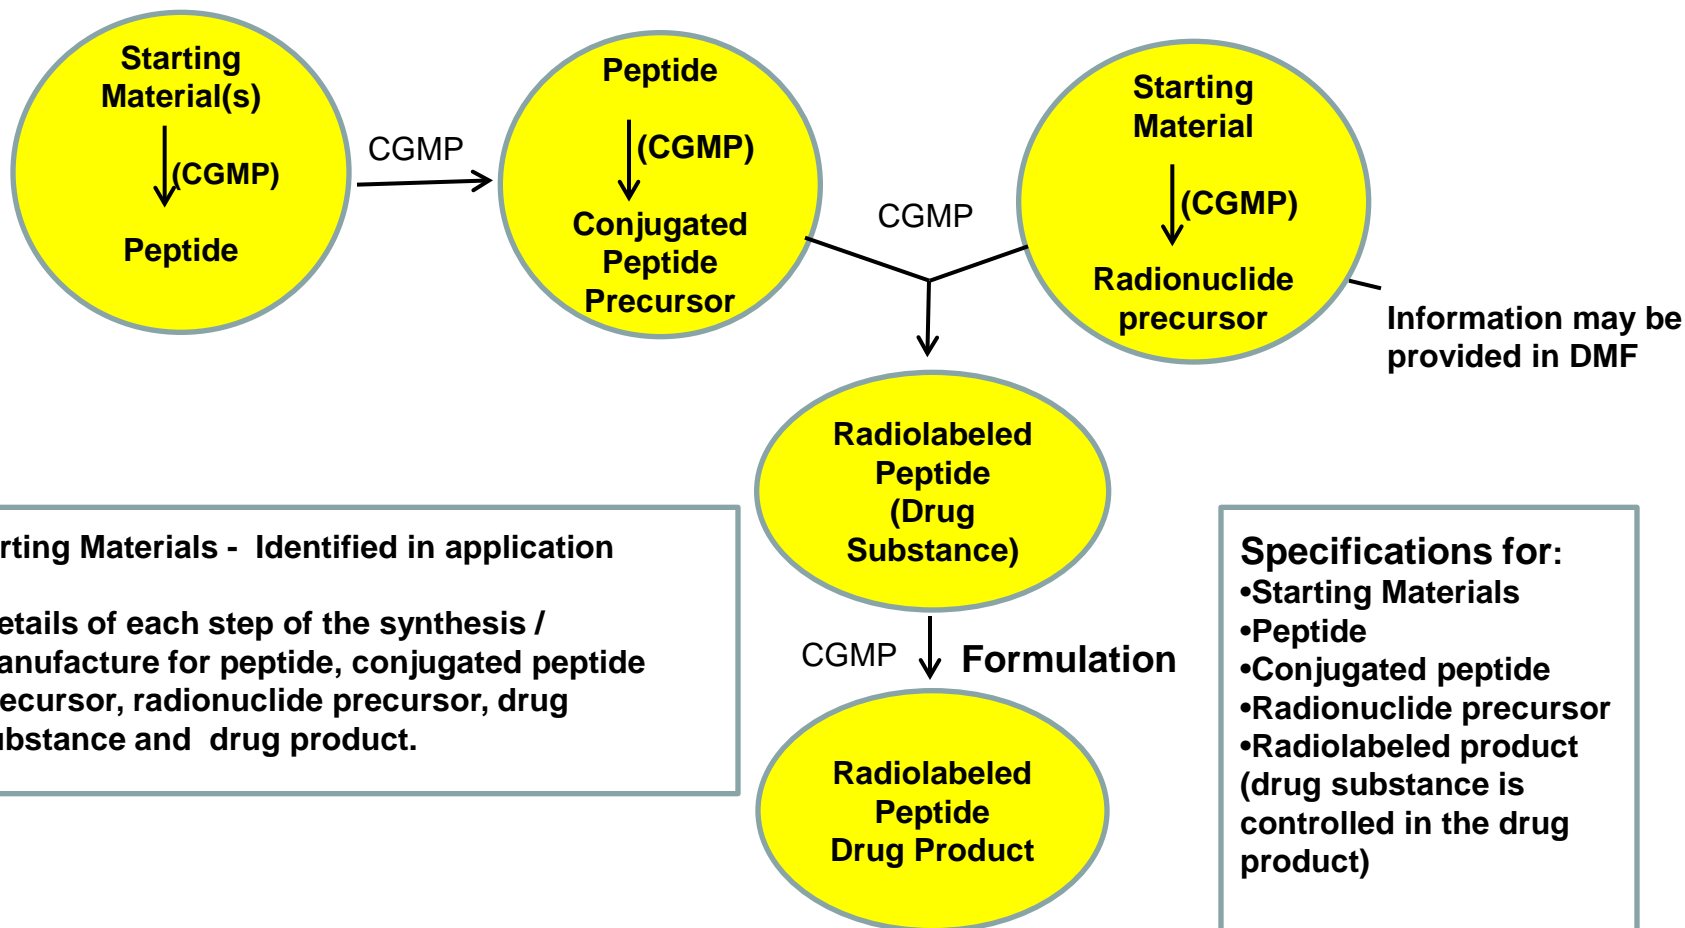 Starting
Material(s)
(CGMP)
Peptide
CGMP
Peptide
(CGMP)
Conjugated
Peptide
Precursor
CGMP
Starting
Material
(CGMP)
Radionuclide
precursor
Information may be
provided in DMF
Radiolabeled
Peptide
(Drug
Substance)
CGMP
Formulation
Radiolabeled
Peptide
Drug Product
rting Materials - Identified in application
etails of each step of the synthesis /
anufacture for peptide, conjugated peptide
ecursor, radionuclide precursor, drug
ubstance and drug product.
Specifications for:
•Starting Materials
•Peptide
•Conjugated peptide
•Radionuclide precursor
•Radiolabeled product
(drug substance is
controlled in the drug
product)